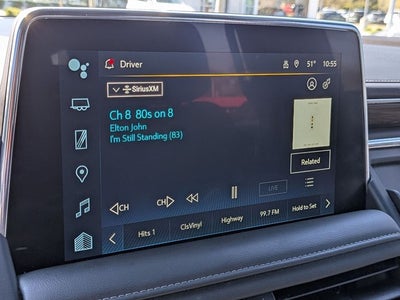 Driver 51° 10:55
SiriusXM
Ch 8 80s on 8
Elton John
I'm Still Standing (83)
Related
CH CH LIVE
Hits 1 ClsVinyl Highway 99.7 FM Hold to Set